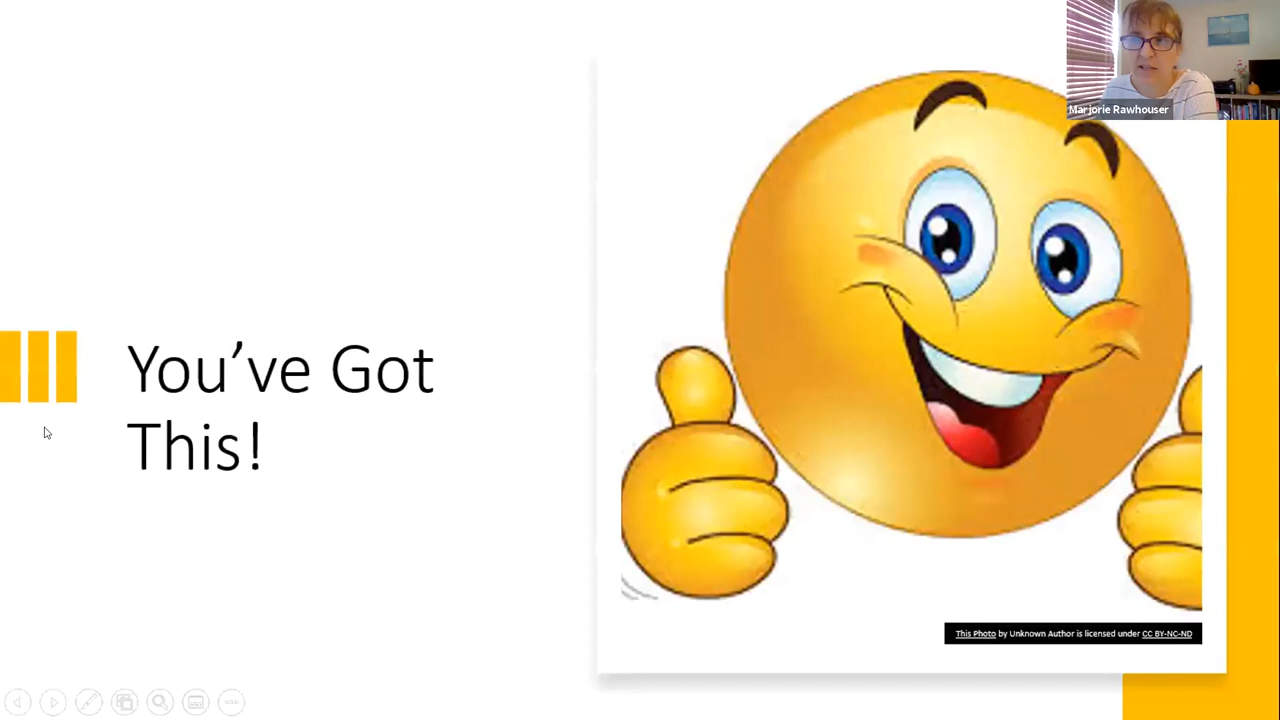 Marjorie Rawhouser
You’ve Got
This!
This Photo by Unknown Author is licensed under CC BY-NC-ND